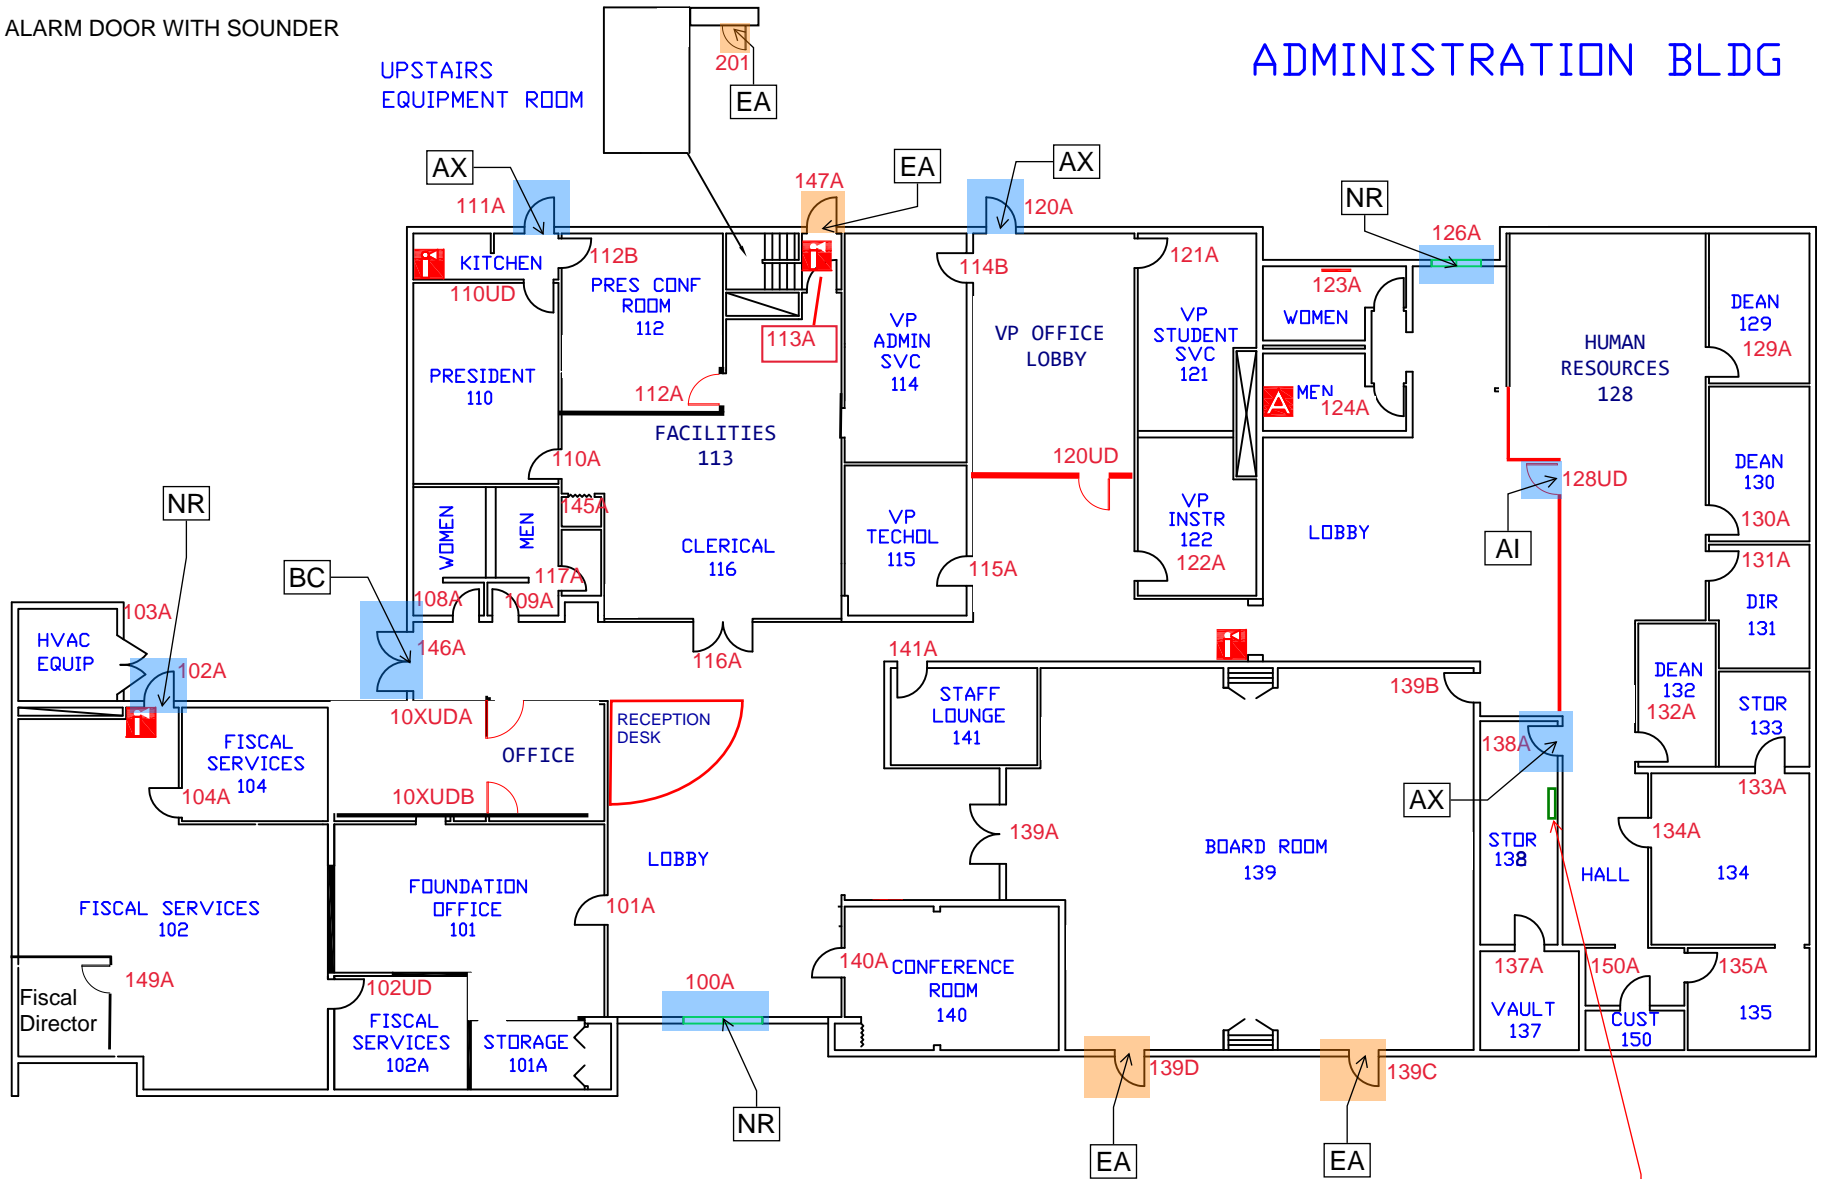 ALARM DOOR WITH SOUNDER
ADMINISTRATION BLDG
UPSTAIRS
EQUIPMENT ROOM
201
EA
AX
111A
147A
EA
AX
120A
NR
126A
KITCHEN
112B
110UD
PRES CONF
ROOM
112
113A
112A
PRESIDENT
110
110A
FACILITIES
113
VP
ADMIN
SVC
114
114B
VP OFFICE
LOBBY
121A
VP
STUDENT
SVC
121
123A
WOMEN
MEN
A
124A
HUMAN
RESOURCES
128
DEAN
129
129A
120UD
128UD
DEAN
130
130A
NR
145A
WOMEN
MEN
CLERICAL
116
VP
TECHOL
115
115A
VP
INSTR
122
122A
LOBBY
AI
131A
DIR
131
BC
117A
108A
109A
146A
116A
103A
HVAC
EQUIP
102A
141A
STAFF
LOUNGE
141
139B
DEAN
132
132A
STOR
133
133A
10XUDA
OFFICE
RECEPTION
DESK
FISCAL
SERVICES
104
104A
10XUDB
138A
AX
139A
BOARD ROOM
139
STOR
138
134A
HALL
134
LOBBY
FOUNDATION
OFFICE
101
101A
FISCAL SERVICES
102
149A
Fiscal
Director
102UD
FISCAL
SERVICES
102A
STORAGE
101A
100A
NR
140A
CONFERENCE
ROOM
140
139D
EA
139C
EA
137A
VAULT
137
150A
CUST
150
135A
135